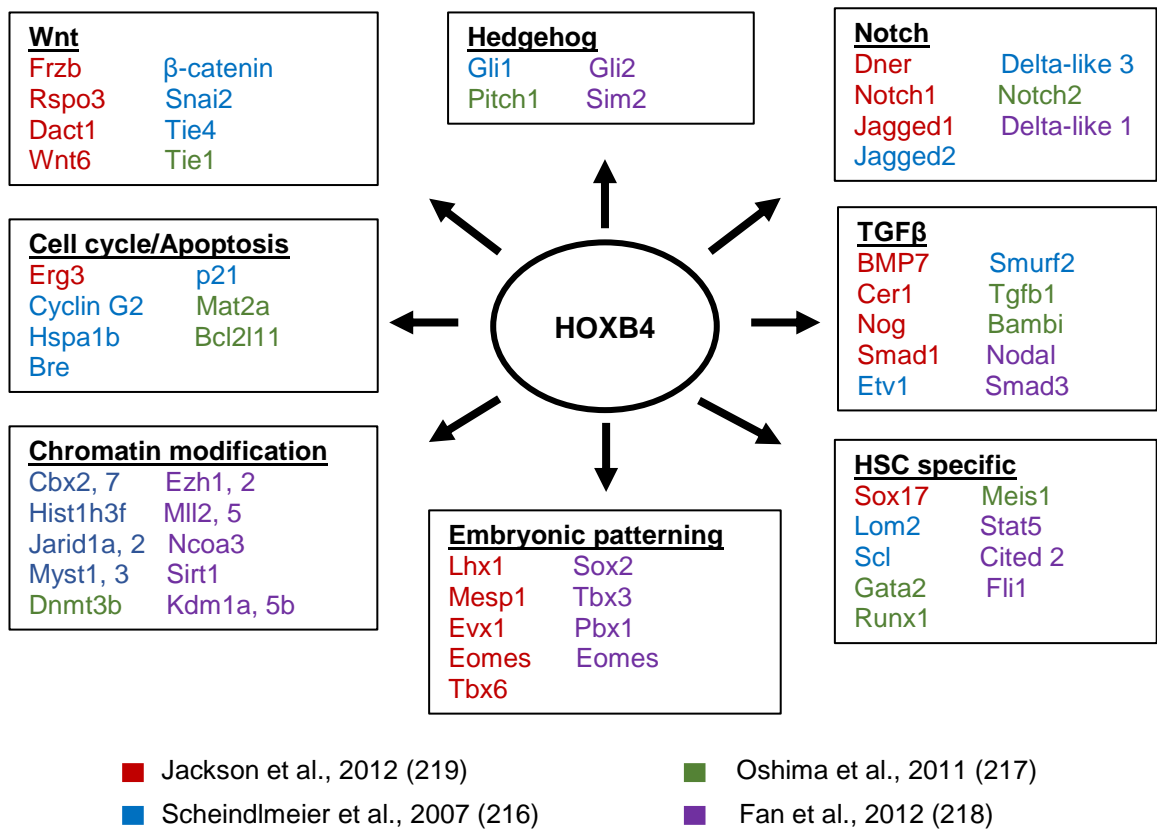 Wnt
Frzb β-catenin
Rspo3 Snai2
Dact1 Tie4
Wnt6 Tie1
Hedgehog
Gli1 Gli2
Pitch1 Sim2
Notch
Dner Delta-like 3
Notch1 Notch2
Jagged1 Delta-like 1
Jagged2
Cell cycle/Apoptosis
Erg3 p21
Cyclin G2 Mat2a
Hspa1b Bcl2l11
Bre
HOXB4
TGFβ
BMP7 Smurf2
Cer1 Tgfb1
Nog Bambi
Smad1 Nodal
Etv1 Smad3
Chromatin modification
Cbx2, 7 Ezh1, 2
Hist1h3f Mll2, 5
Jarid1a, 2 Ncoa3
Myst1, 3 Sirt1
Dnmt3b Kdm1a, 5b
Embryonic patterning
Lhx1 Sox2
Mesp1 Tbx3
Evx1 Pbx1
Eomes Eomes
Tbx6
HSC specific
Sox17 Meis1
Lom2 Stat5
Scl Cited 2
Gata2 Fli1
Runx1
Jackson et al., 2012 (219) Oshima et al., 2011 (217)
Scheindlmeier et al., 2007 (216) Fan et al., 2012 (218)